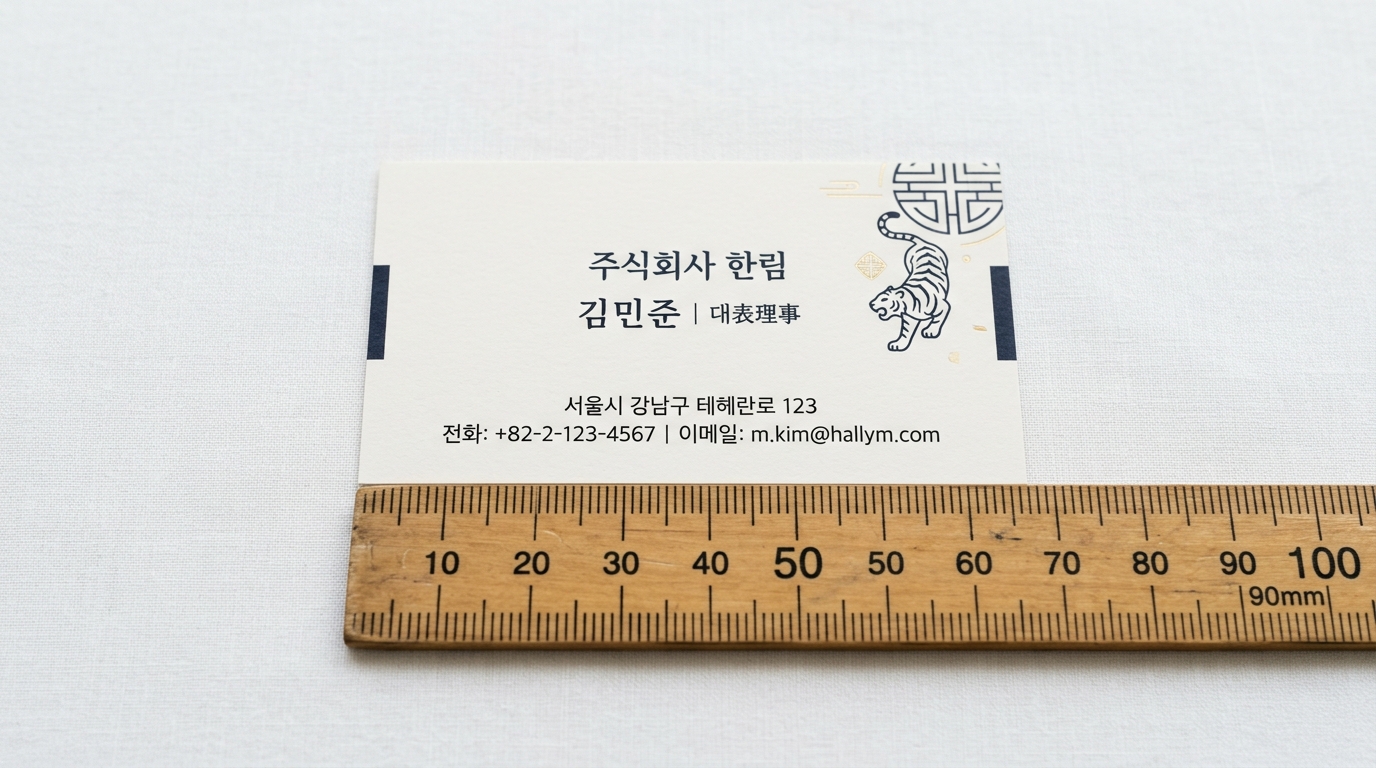 주식회사 한림
김민준 | 대표理事
서울시 강남구 테헤란로 123
전화: +82-2-123-4567 | 이메일: m.kim@hallym.com
10 20 30 40 50 50 60 70 80 90 100
90mm